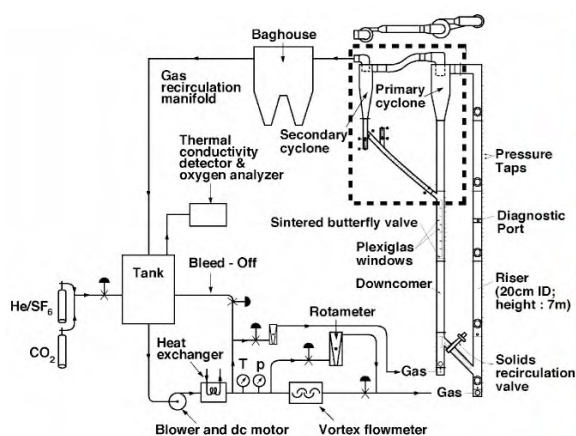 Baghouse
Gas
recirculation
manifold
Primary
cyclone
Secondary
cyclone
Thermal
conductivity
detector &
oxygen analyzer
Pressure
Taps
Sintered butterfly valve
Diagnostic
Port
Plexiglas
windows
Tank
Bleed - Off
Downcomer
Riser
(20cm ID;
height : 7m)
He/SF6
Rotameter
CO2
Heat
exchanger
T p
Gas
Solids
recirculation
valve
Gas
Blower and dc motor
Vortex flowmeter